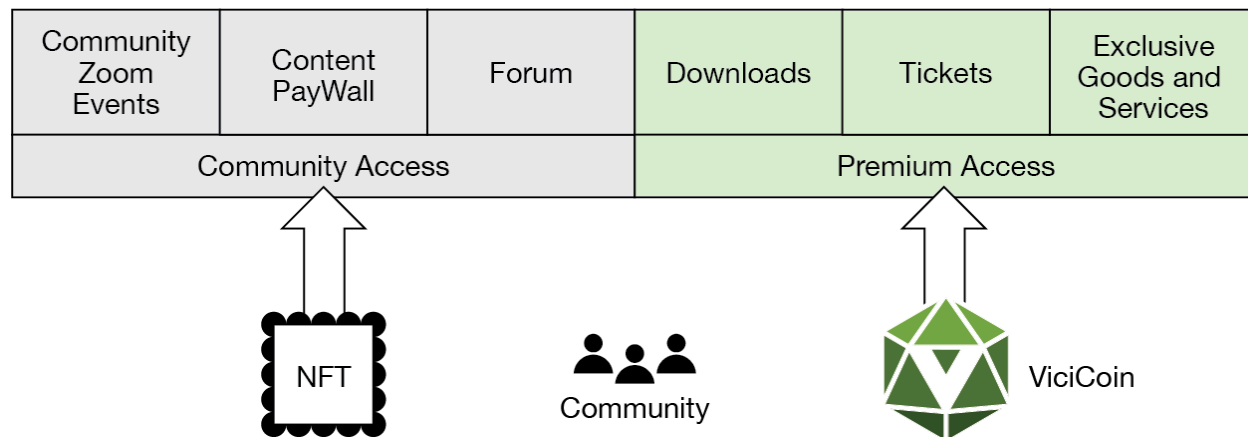 Community
Zoom
Events
Content
PayWall
Forum
Downloads
Tickets
Exclusive
Goods and
Services
Community Access
Premium Access
NFT
Community
ViciCoin